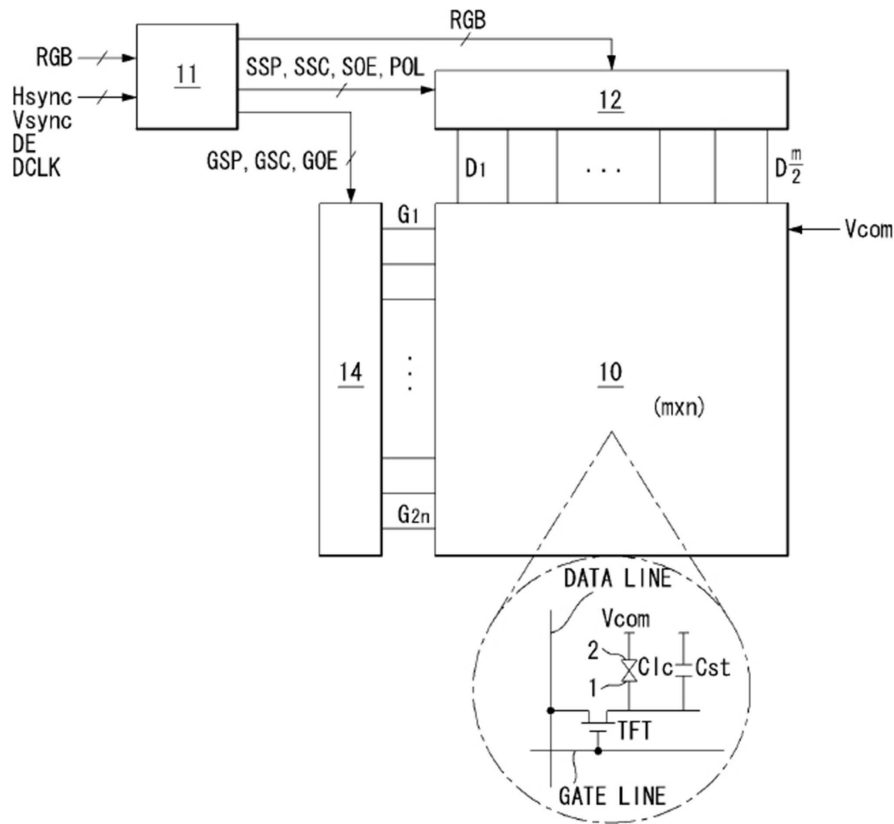 RGB
RGB
11
SSP, SSC, SOE, POL
Hsync
Vsync
DE
DCLK
12
GSP, GSC, GOE
D1
...
Dm/2
G1
Vcom
14
10
(mxn)
G2n
DATA LINE
Vcom
2
Clc
Cst
1
TFT
GATE LINE